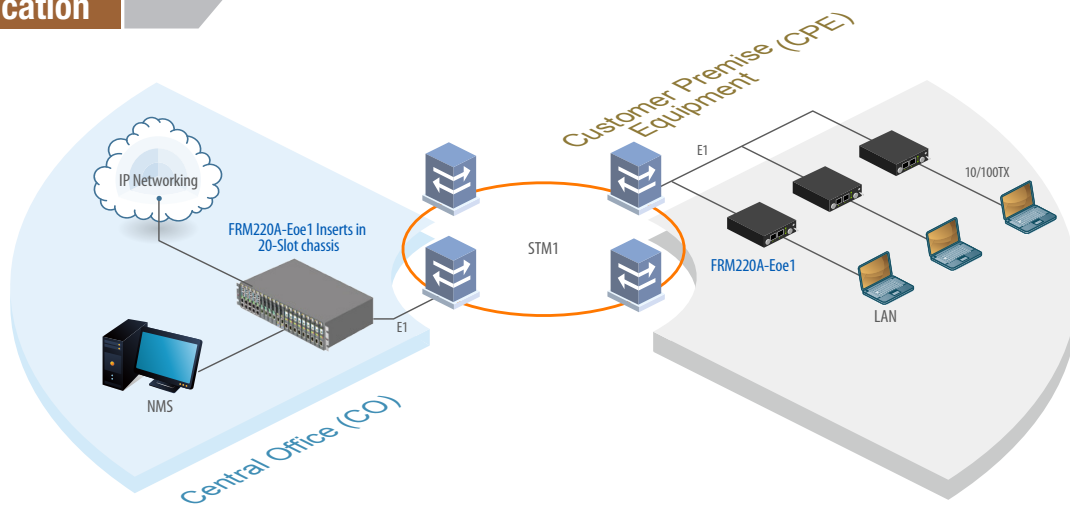 cation
Customer Premise (CPE)
Equipment
E1
10/100TX
IP Networking
FRM220A-Eoe1 Inserts in
20-Slot chassis
STM1
FRM220A-Eoe1
LAN
E1
NMS
Central Office (CO)